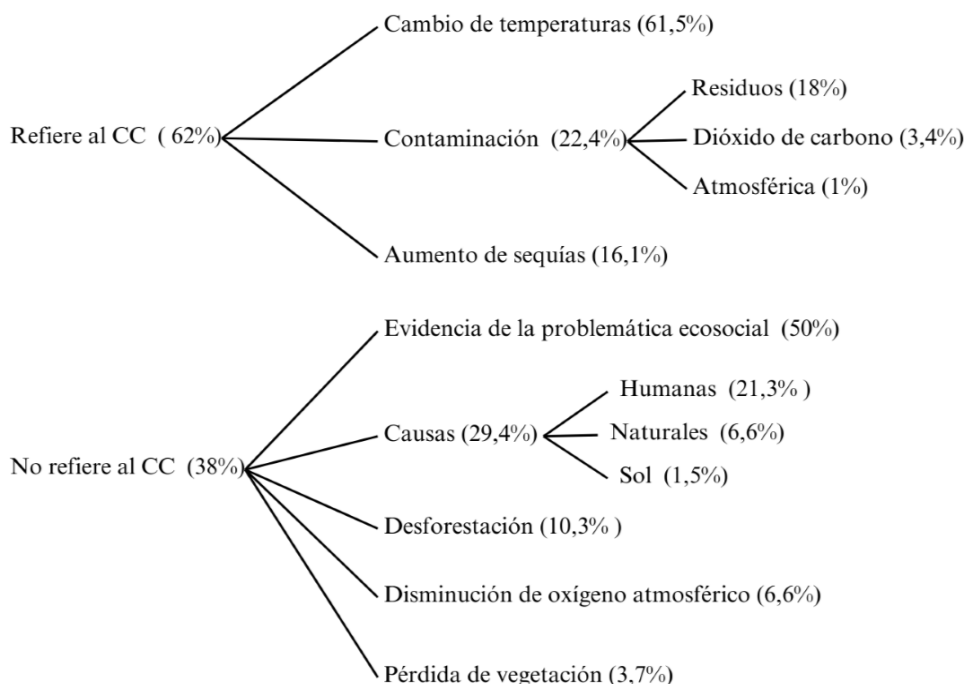 Cambio de temperaturas (61,5%)
Residuos (18%)
Refiere al CC ( 62%)
Contaminación (22,4%)
Dióxido de carbono (3,4%)
Atmosférica (1%)
Aumento de sequías (16,1%)
Evidencia de la problemática ecosocial (50%)
Humanas (21,3% )
Causas (29,4%)
Naturales (6,6%)
No refiere al CC (38%)
Sol (1,5%)
Desforestación (10,3% )
Disminución de oxígeno atmosférico (6,6%)
Pérdida de vegetación (3,7%)